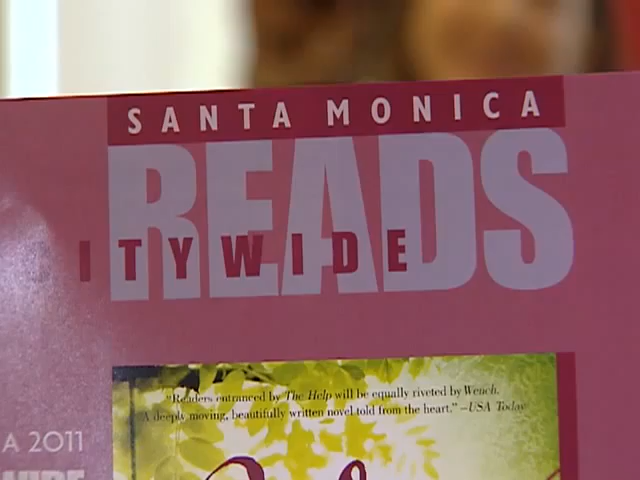 SANTA MONICA
READS
ITYWIDE
"Readers entranced by The Help will be equally riveted by Wench.
A deeply moving, beautifully written novel told from the heart." –USA Today
A 2011